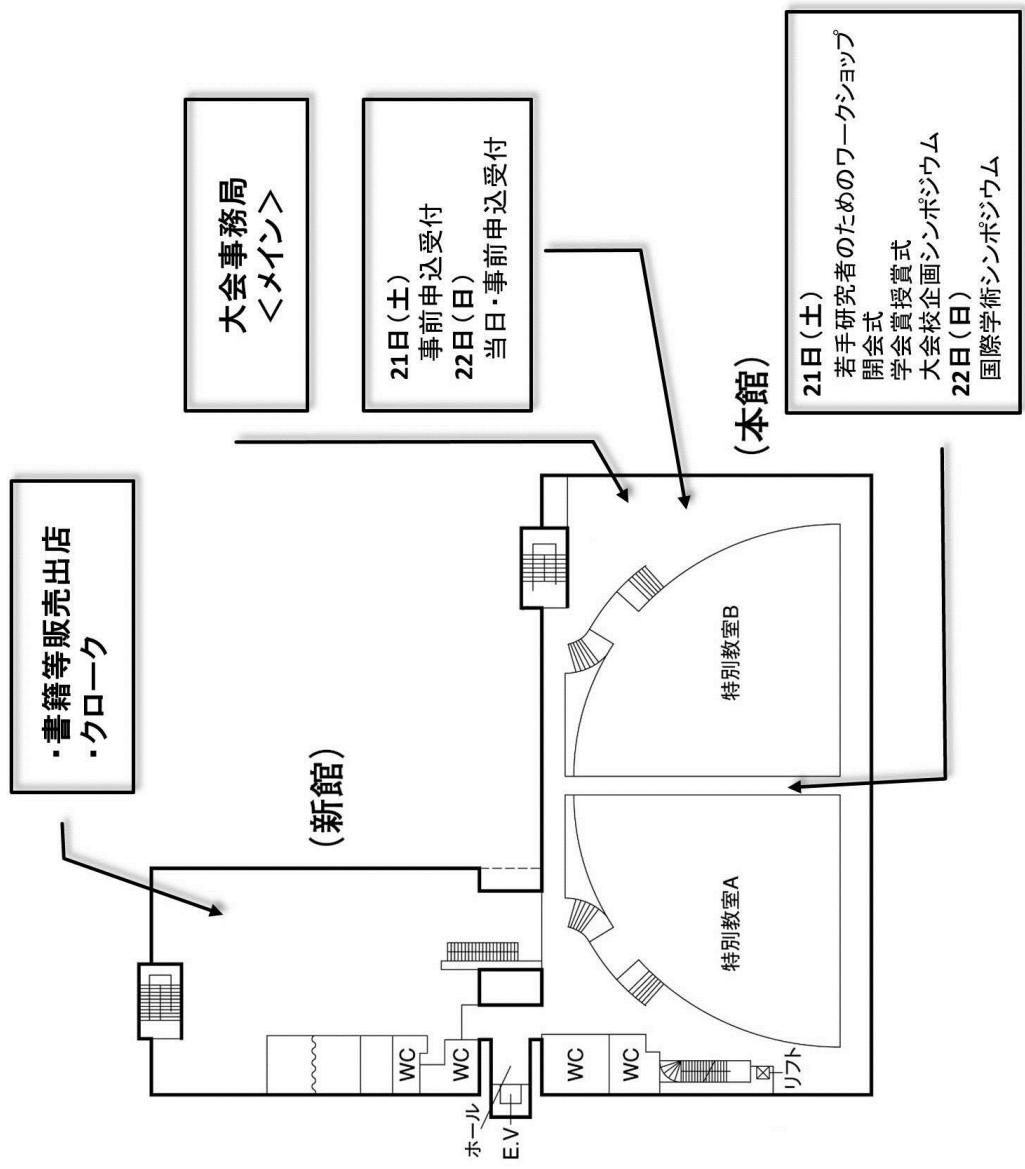 ・書籍等販売出店
・クローク
大会事務局
＜メイン＞
21日（土）
事前申込受付
22日（日）
当日・事前申込受付
21日（土）
若手研究者のためのワークショップ
開会式
学会賞授賞式
大会校企画シンポジウム
22日（日）
国際学術シンポジウム
（新館）
（本館）
特別教室A
特別教室B
WC
WC
WC
WC
ホール
E.V
リフト